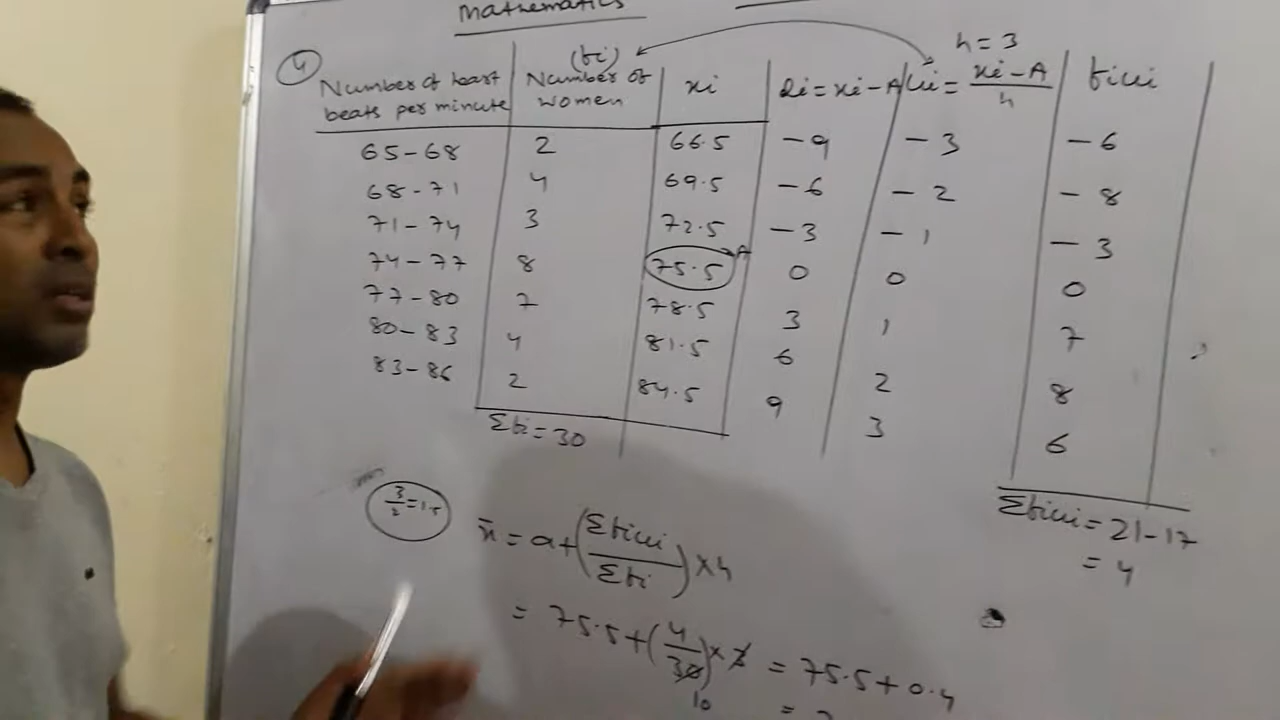 Mathematics
4
Number of heart beats per minute | (fi) Number of women | xi | di = xi - A | ui = (xi - A)/h | fiui
h = 3
65-68 2 66.5 -9 -3 -6
68-71 4 69.5 -6 -2 -8
71-74 3 72.5 -3 -1 -3
74-77 8 75.5 A 0 0 0
77-80 7 78.5 3 1 7
80-83 4 81.5 6 2 8
83-86 2 84.5 9 3 6
Σfi = 30
Σfiui = 21-17
= 4
3/2 = 1.5
x̄ = a + (Σfiui/Σfi) × h
= 75.5 + (4/30) × 3 = 75.5 + 0.4
10
=